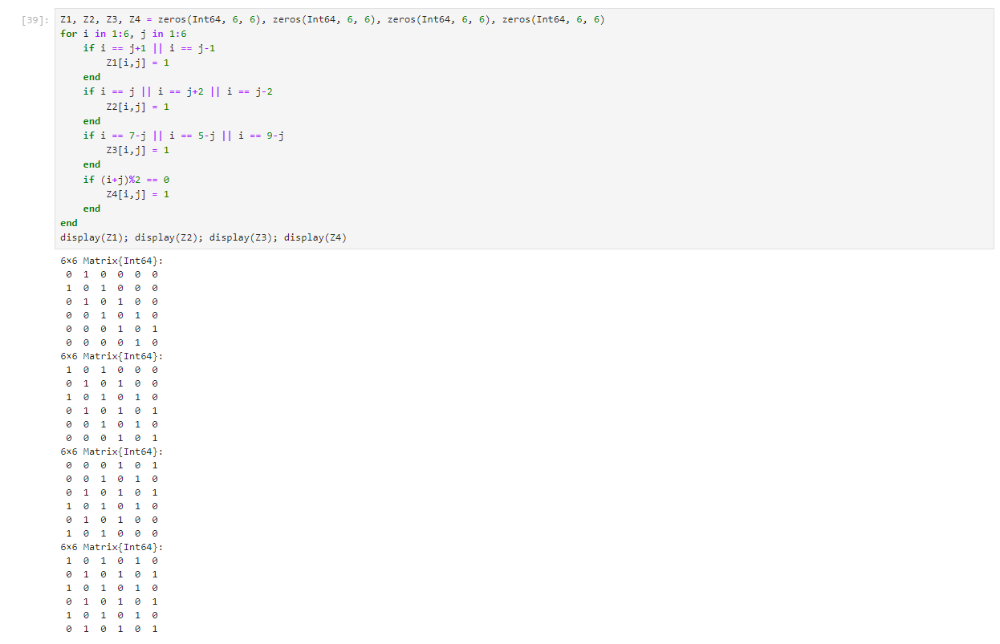 [39]: Z1, Z2, Z3, Z4 = zeros(Int64, 6, 6), zeros(Int64, 6, 6), zeros(Int64, 6, 6), zeros(Int64, 6, 6)
for i in 1:6, j in 1:6
    if i == j+1 || i == j-1
        Z1[i,j] = 1
    end
    if i == j || i == j+2 || i == j-2
        Z2[i,j] = 1
    end
    if i == 7-j || i == 5-j || i == 9-j
        Z3[i,j] = 1
    end
    if (i+j)%2 == 0
        Z4[i,j] = 1
    end
end
display(Z1); display(Z2); display(Z3); display(Z4)
6×6 Matrix{Int64}:
 0  1  0  0  0  0
 1  0  1  0  0  0
 0  1  0  1  0  0
 0  0  1  0  1  0
 0  0  0  1  0  1
 0  0  0  0  1  0
6×6 Matrix{Int64}:
 1  0  1  0  0  0
 0  1  0  1  0  0
 1  0  1  0  1  0
 0  1  0  1  0  1
 0  0  1  0  1  0
 0  0  0  1  0  1
6×6 Matrix{Int64}:
 0  0  0  1  0  1
 0  0  1  0  1  0
 0  1  0  1  0  1
 1  0  1  0  1  0
 0  1  0  1  0  0
 1  0  1  0  0  0
6×6 Matrix{Int64}:
 1  0  1  0  1  0
 0  1  0  1  0  1
 1  0  1  0  1  0
 0  1  0  1  0  1
 1  0  1  0  1  0
 0  1  0  1  0  1